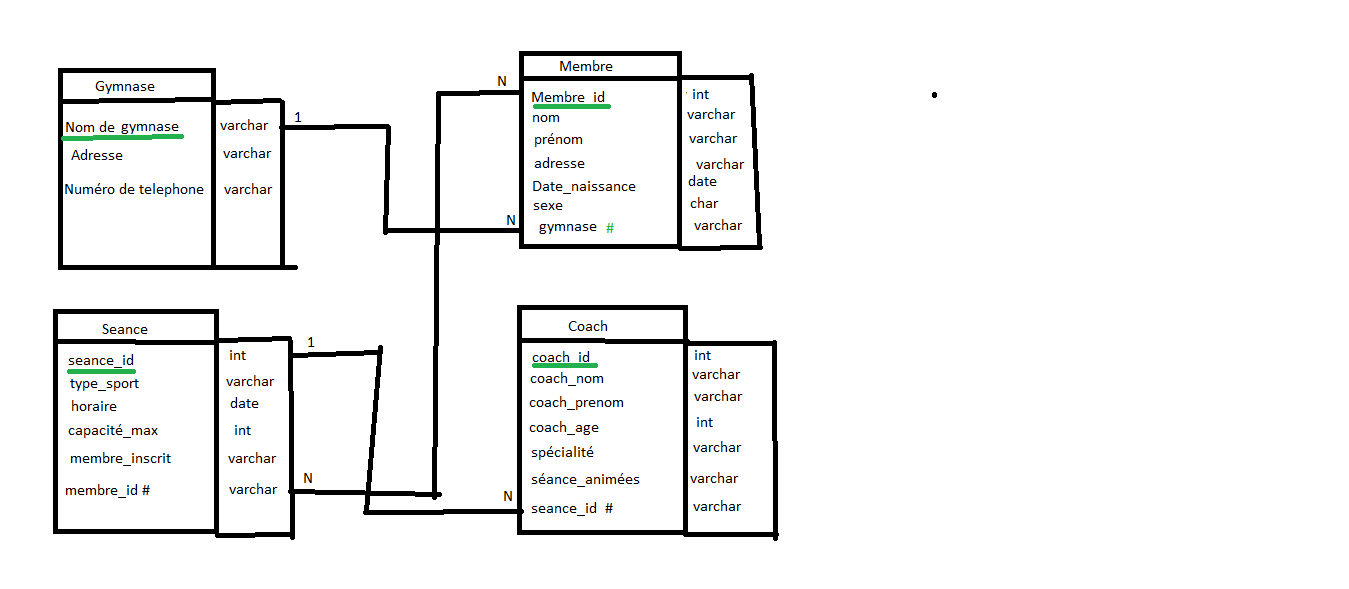 Gymnase
Nom de gymnase varchar
Adresse varchar
Numéro de telephone varchar
1
N
N
Membre
Membre_id int
nom varchar
prénom varchar
adresse varchar
Date_naissance date
sexe char
gymnase # varchar
Seance
seance_id int
type_sport varchar
horaire date
capacité_max int
membre_inscrit varchar
membre_id # varchar
1
N
N
Coach
coach_id int
coach_nom varchar
coach_prenom varchar
coach_age int
spécialité varchar
séance_animées varchar
seance_id # varchar